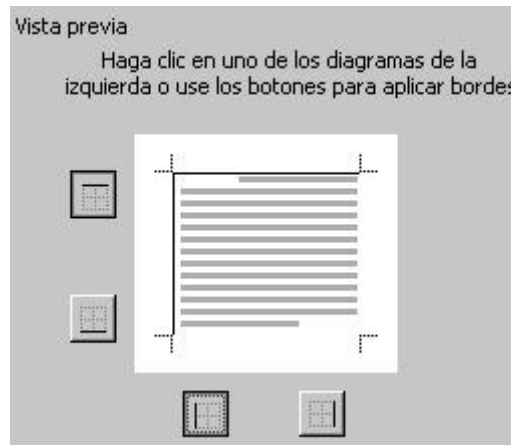 Vista previa
Haga clic en uno de los diagramas de la
izquierda o use los botones para aplicar bordes